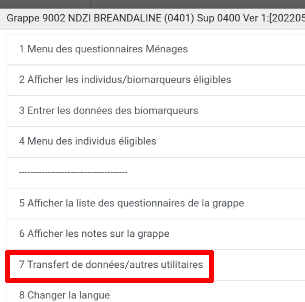 Grappe 9002 NDZI BREANDALINE (0401) Sup 0400 Ver 1:[202205
1 Menu des questionnaires Ménages
2 Afficher les individus/biomarqueurs éligibles
3 Entrer les données des biomarqueurs
4 Menu des individus éligibles
-------------------------------------
5 Afficher la liste des questionnaires de la grappe
6 Afficher les notes sur la grappe
7 Transfert de données/autres utilitaires
8 Changer la langue